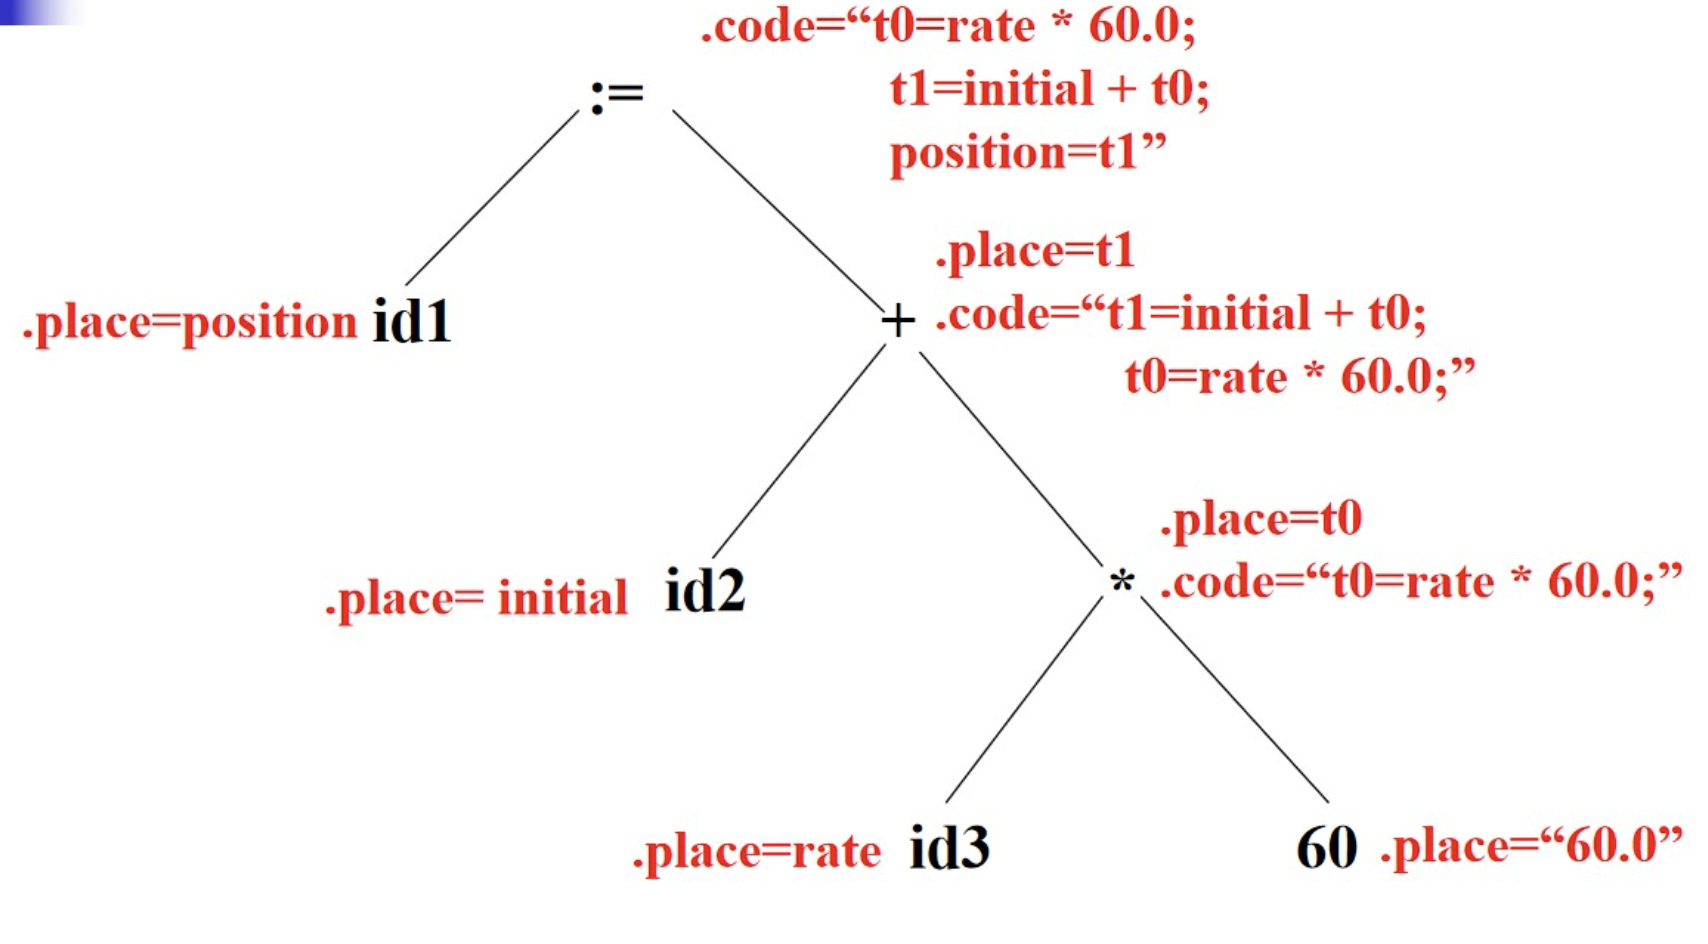 .code=“t0=rate * 60.0;
:=
t1=initial + t0;
position=t1”
.place=t1
.place=position id1
+ .code=“t1=initial + t0;
t0=rate * 60.0;”
.place=t0
.place= initial id2
* .code=“t0=rate * 60.0;”
.place=rate id3
60 .place=“60.0”